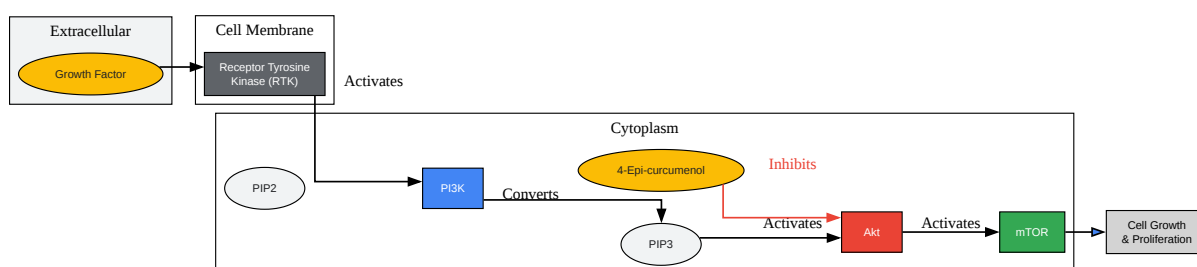 Extracellular
Growth Factor
Cell Membrane
Receptor Tyrosine
Kinase (RTK)
Activates
Cytoplasm
PIP2
PI3K
Converts
4-Epi-curcumenol
Inhibits
PIP3
Activates
Akt
Activates
mTOR
Cell Growth
& Proliferation